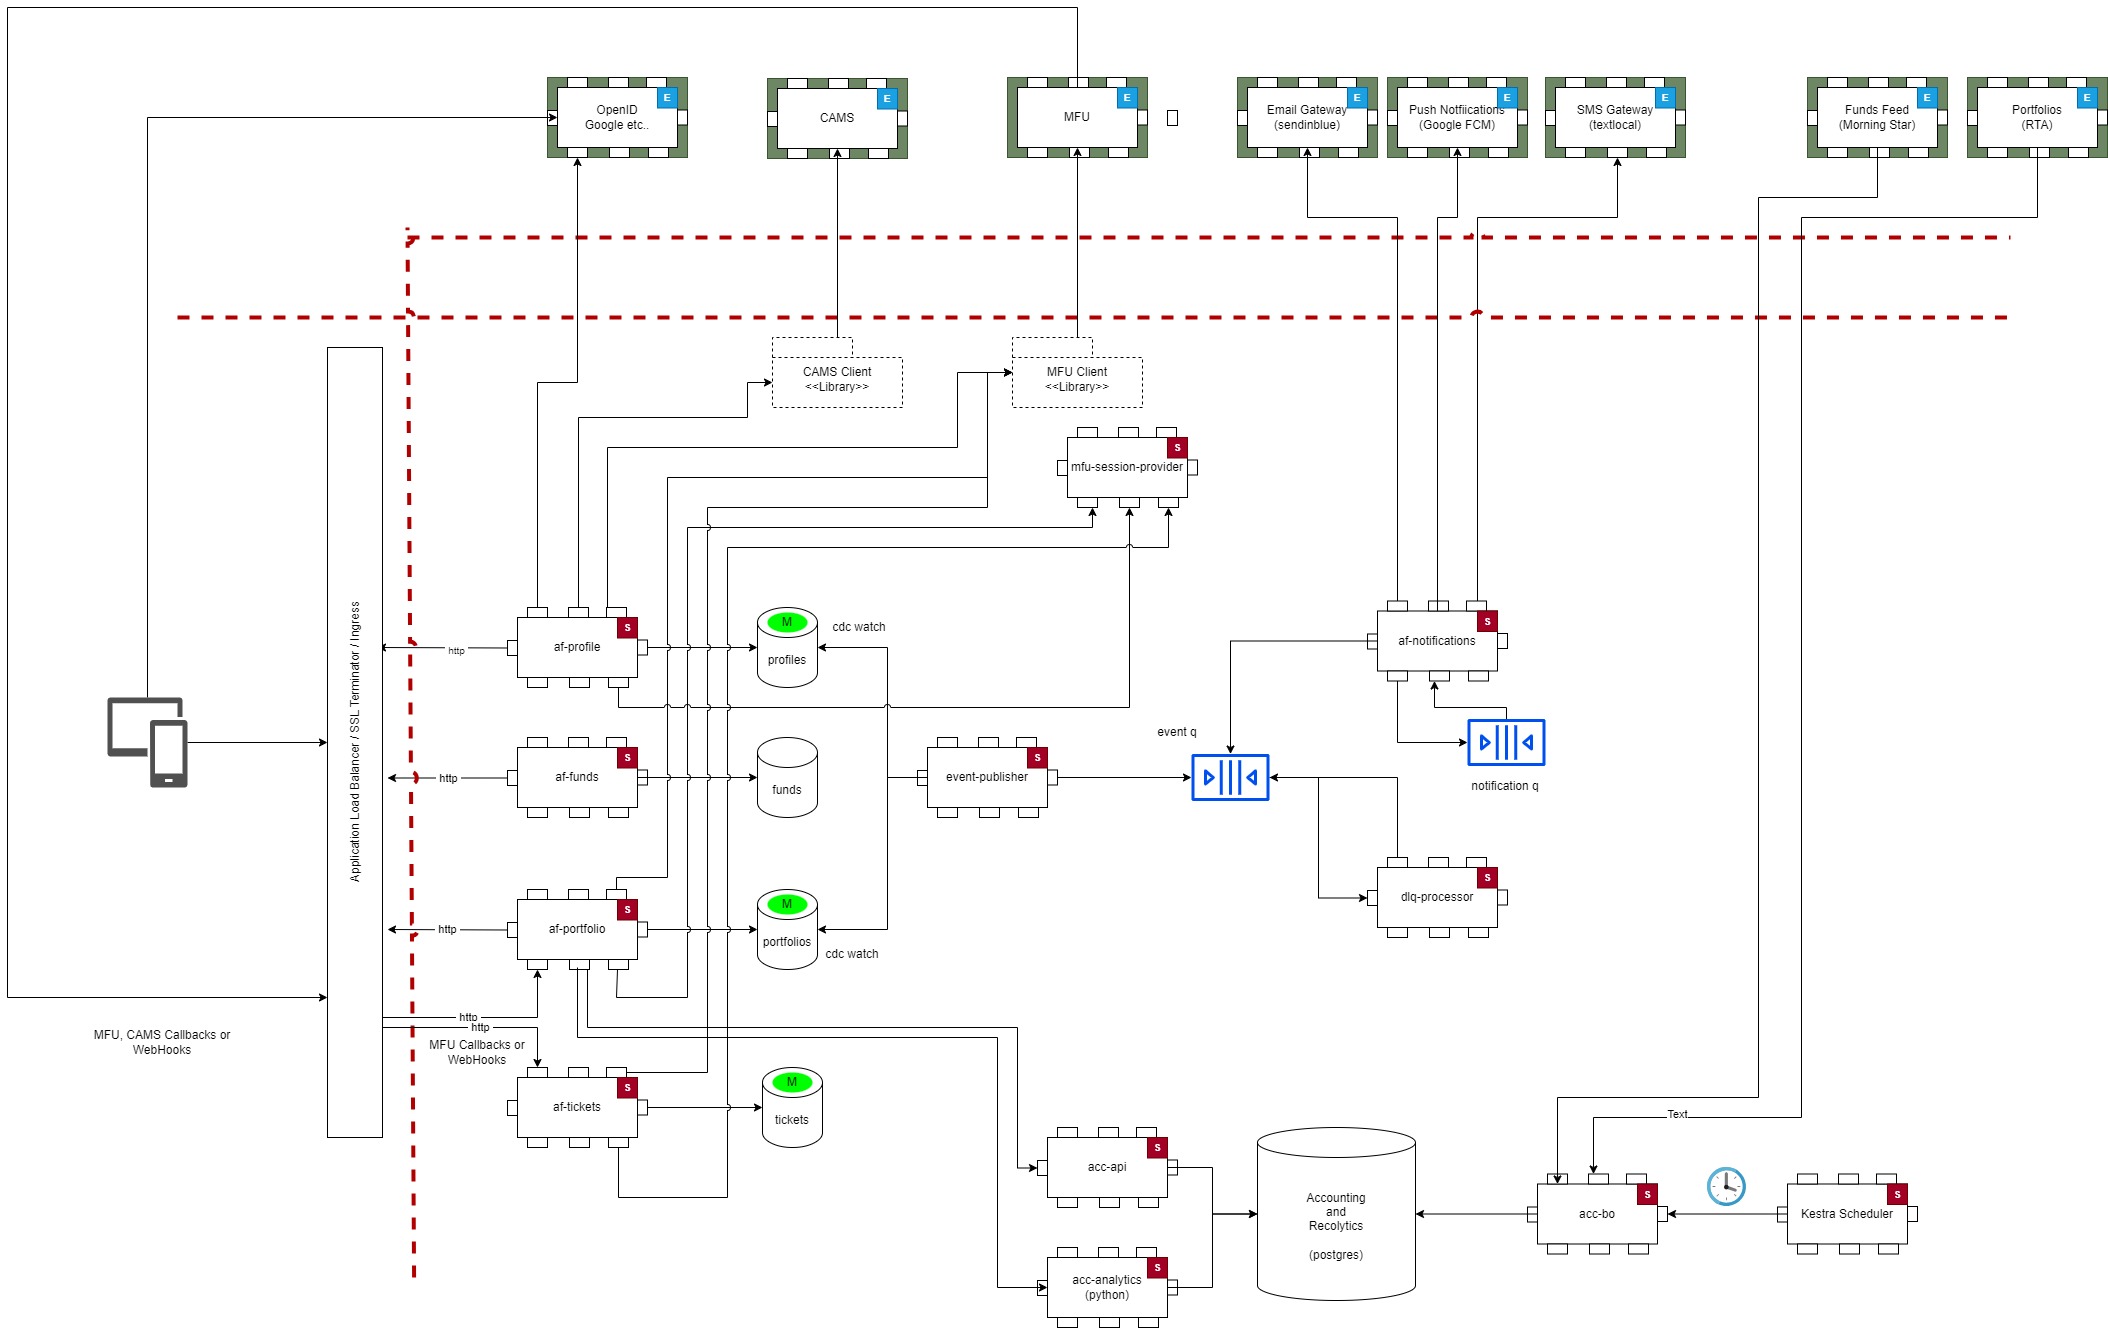 OpenID
Google etc..
E
CAMS
E
MFU
E
Email Gateway
(sendinblue)
E
Push Notfiications
(Google FCM)
E
SMS Gateway
(textlocal)
E
Funds Feed
(Morning Star)
E
Portfolios
(RTA)
E
CAMS Client
<<Library>>
MFU Client
<<Library>>
mfu-session-provider
S
Application Load Balancer / SSL Terminator / Ingress
http
af-profile
S
M
profiles
cdc watch
af-notifications
S
event q
notification q
http
af-funds
S
funds
event-publisher
S
http
af-portfolio
S
M
portfolios
cdc watch
dlq-processor
S
http
http
MFU, CAMS Callbacks or
WebHooks
MFU Callbacks or
WebHooks
af-tickets
S
M
tickets
Text
acc-api
S
Accounting
and
Recolytics
(postgres)
acc-bo
S
Kestra Scheduler
S
acc-analytics
(python)
S